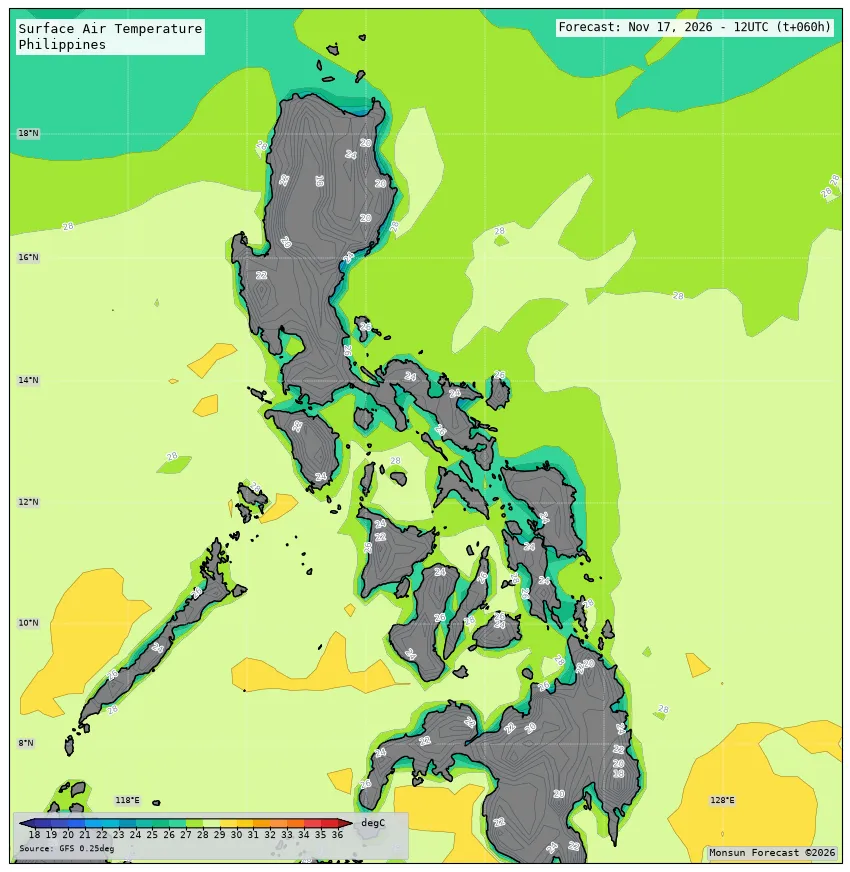 Surface Air Temperature
Philippines
Forecast: Nov 17, 2026 - 12UTC (t+060h)
18°N
16°N
14°N
12°N
10°N
8°N
118°E
128°E
18 19 20 21 22 23 24 25 26 27 28 29 30 31 32 33 34 35 36
degC
Source: GFS 0.25deg
Monsun Forecast ©2026